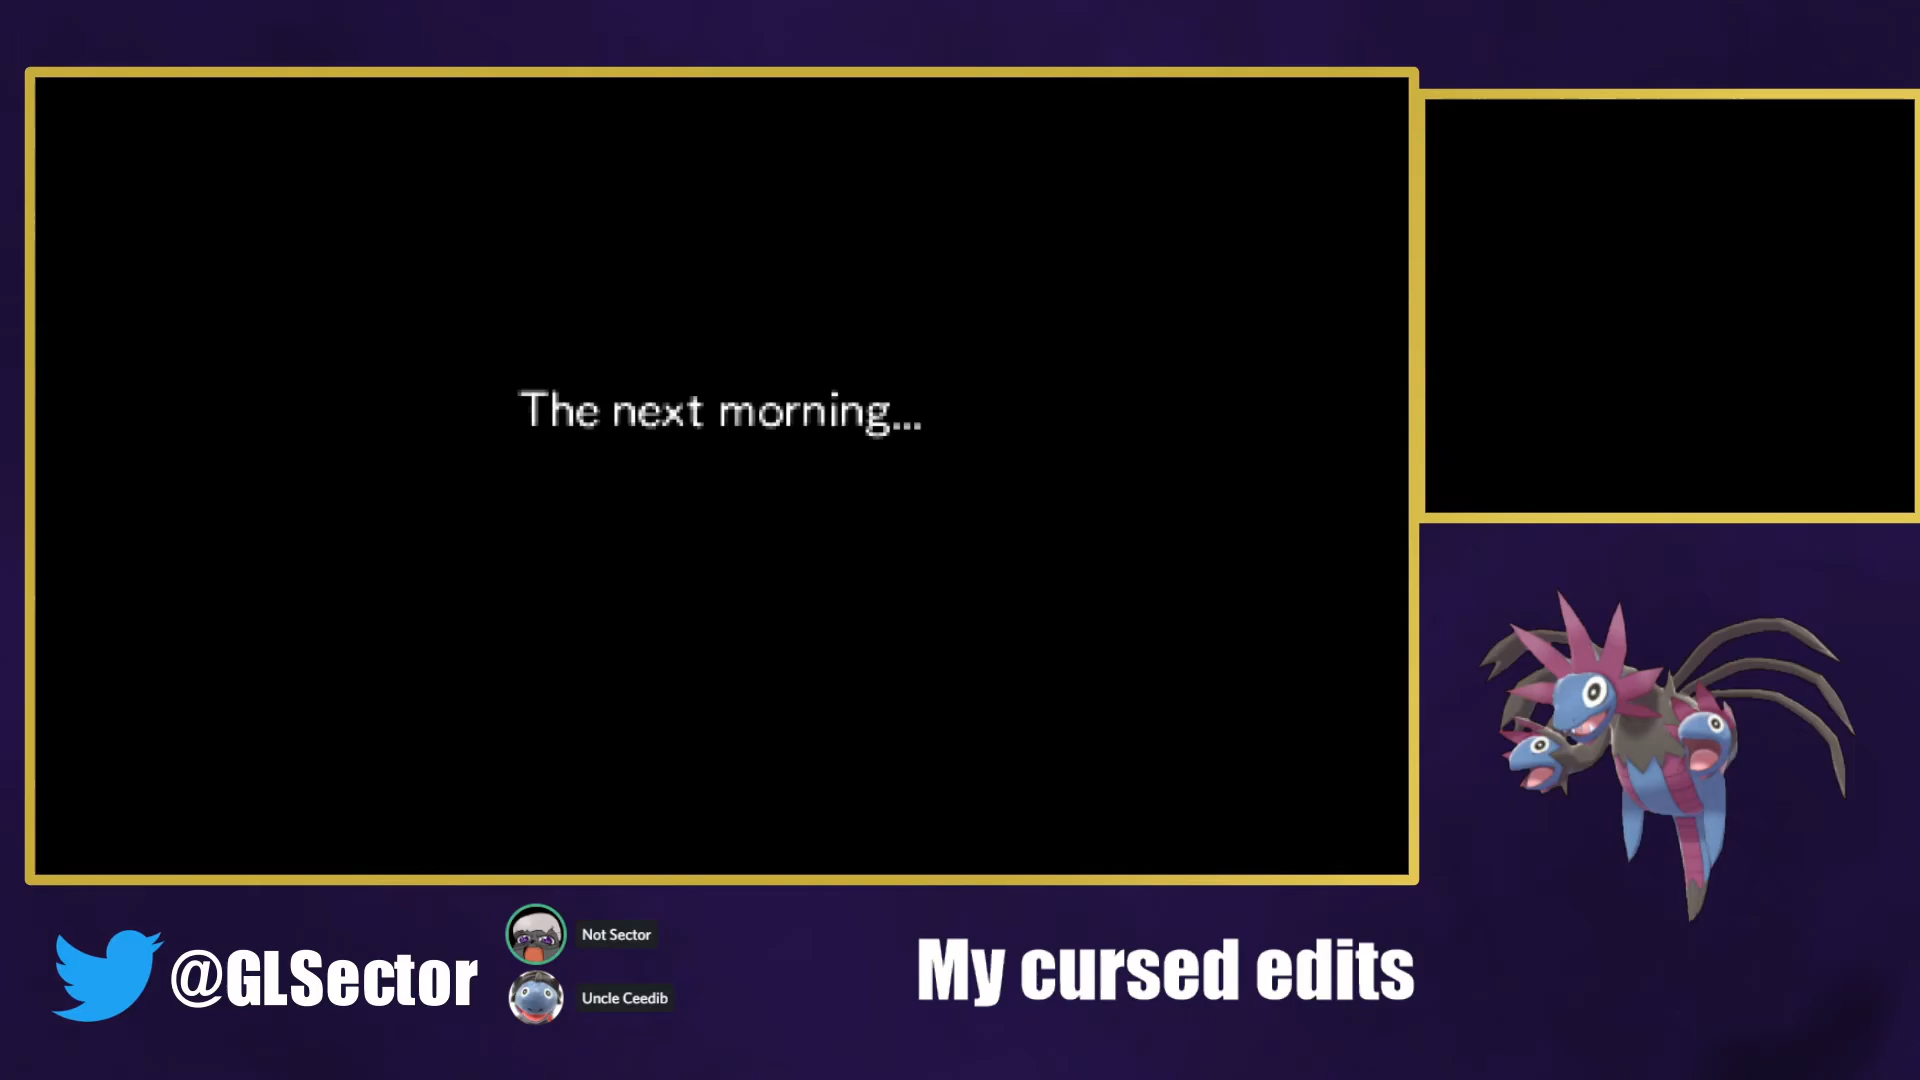 The next morning...
@GLSector
Not Sector
Uncle Ceedib
My cursed edits